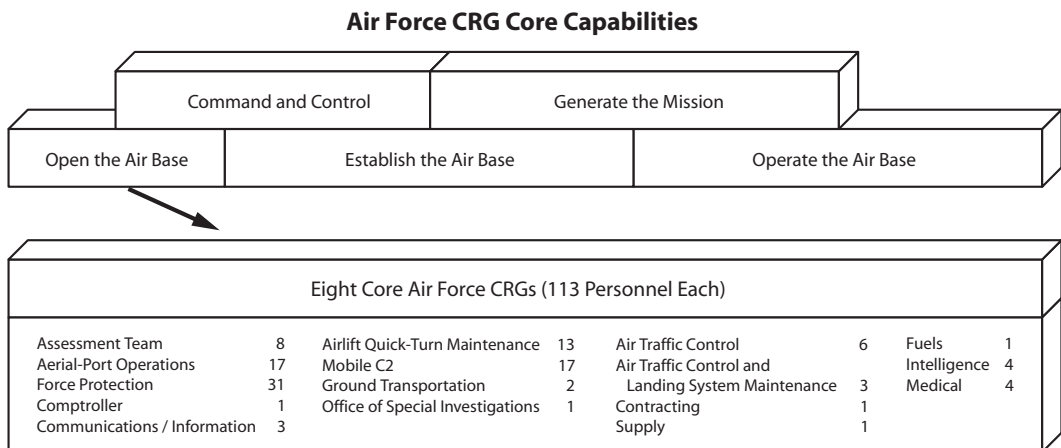 Air Force CRG Core Capabilities
Command and Control
Generate the Mission
Open the Air Base
Establish the Air Base
Operate the Air Base
Eight Core Air Force CRGs (113 Personnel Each)
Assessment Team 8
Aerial-Port Operations 17
Force Protection 31
Comptroller 1
Communications / Information 3
Airlift Quick-Turn Maintenance 13
Mobile C2 17
Ground Transportation 2
Office of Special Investigations 1
Air Traffic Control 6
Air Traffic Control and
Landing System Maintenance 3
Contracting 1
Supply 1
Fuels 1
Intelligence 4
Medical 4